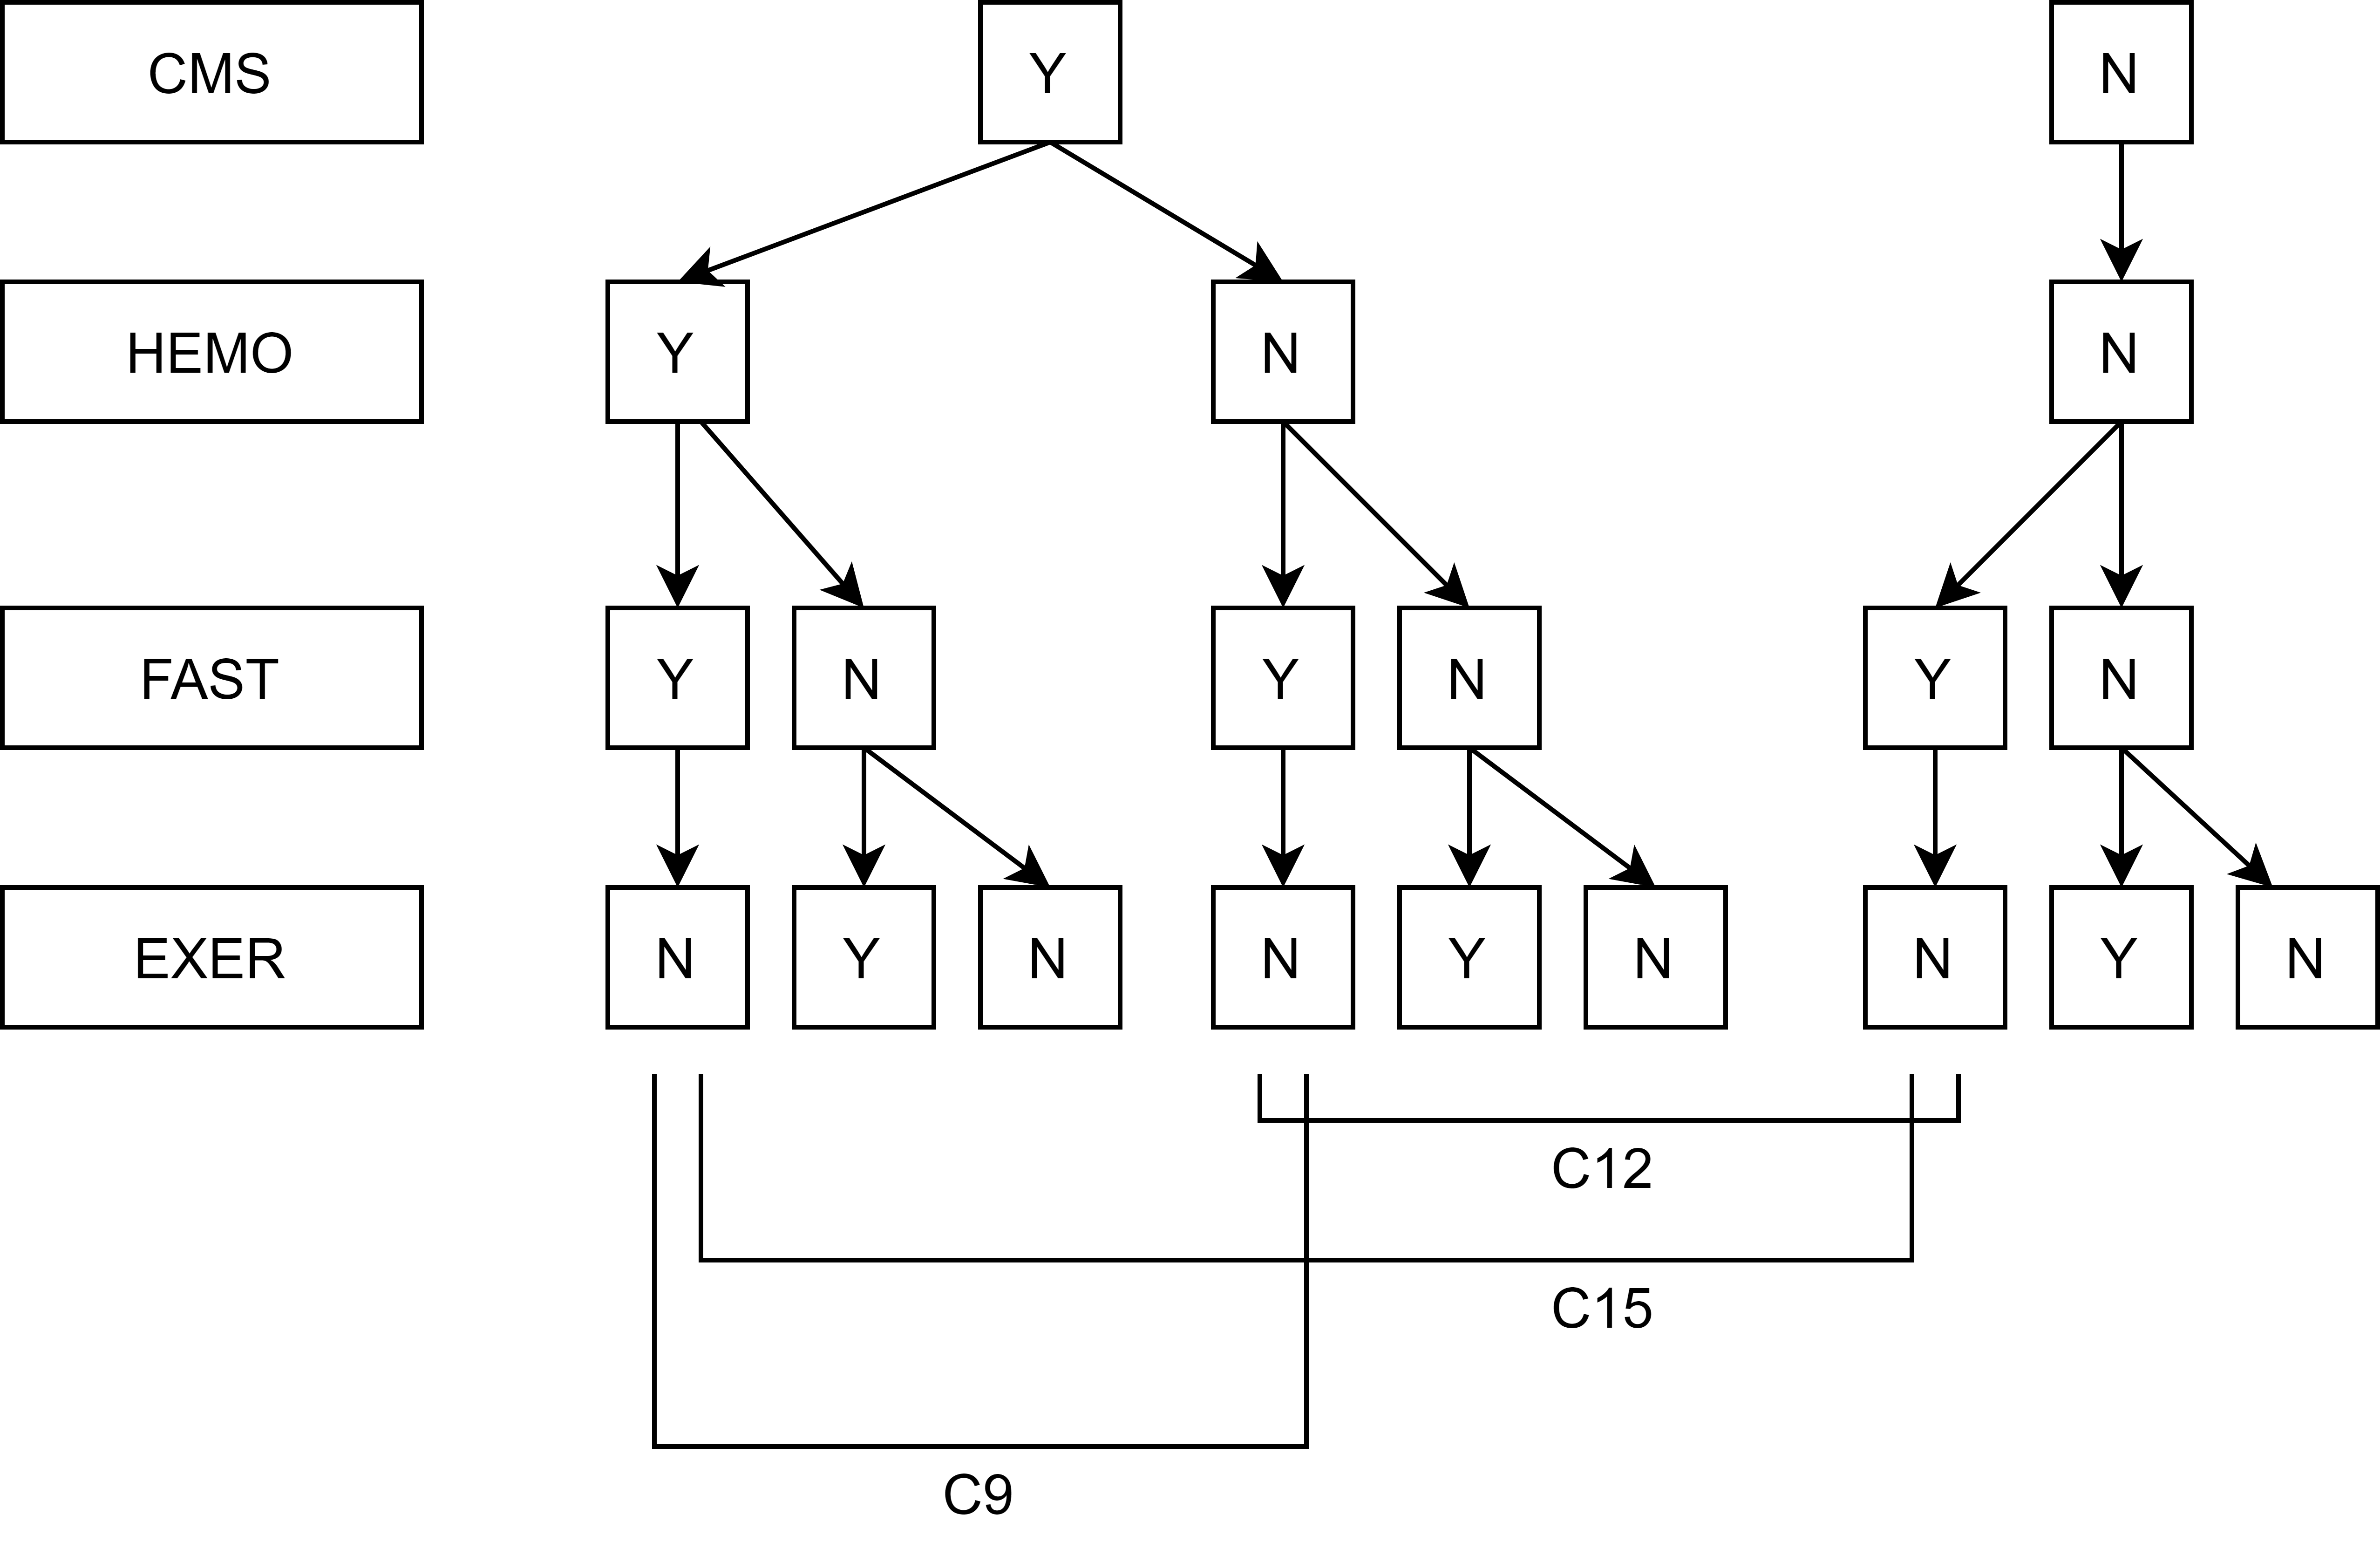 CMS Y N
HEMO Y N N
FAST Y N Y N Y N
EXER N Y N N Y N N Y N
C12
C15
C9